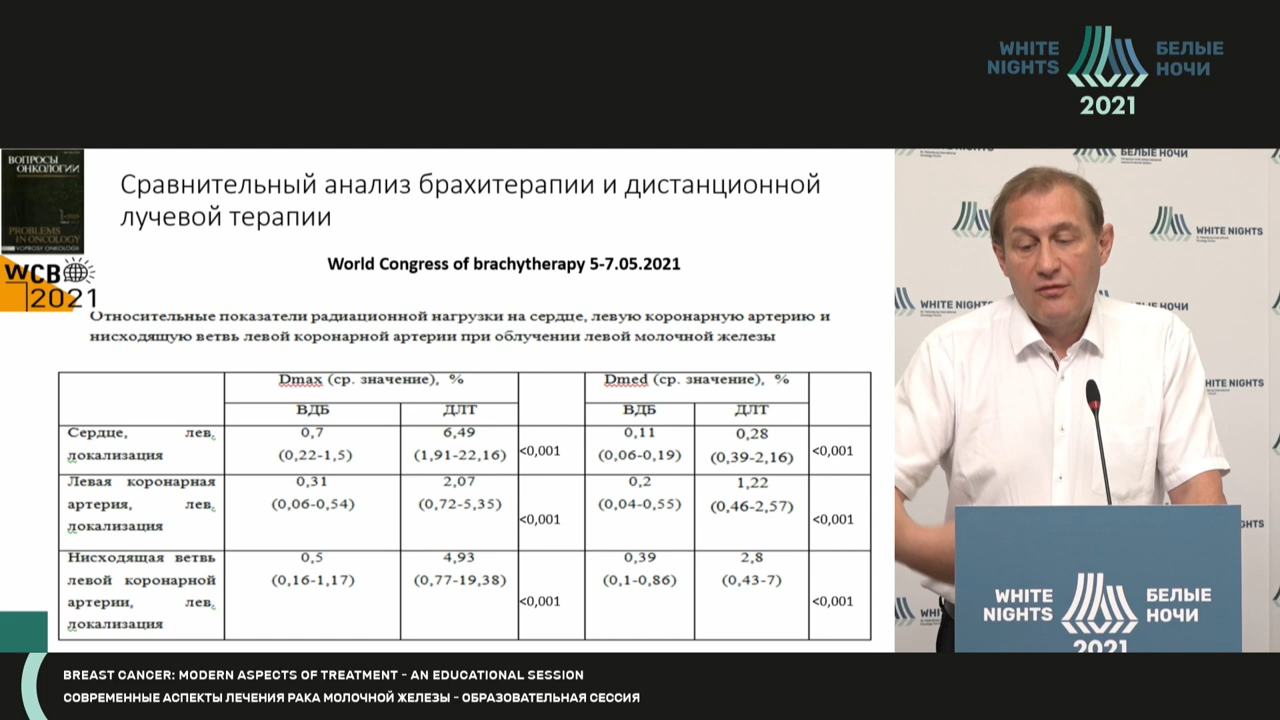 WHITE NIGHTS
БЕЛЫЕ НОЧИ
2021
ВОПРОСЫ
ОНКОЛОГИИ
PROBLEMS
IN ONCOLOGY
VOPROSY ONKOLOGII
WCB
2021
Сравнительный анализ брахитерапии и дистанционной
лучевой терапии
World Congress of brachytherapy 5-7.05.2021
Относительные показатели радиационной нагрузки на сердце, левую коронарную артерию и
нисходящую ветвь левой коронарной артерии при облучении левой молочной железы
Dmax (ср. значение), % Dmed (ср. значение), %
ВДБ ДЛТ ВДБ ДЛТ
Сердце, лев, 0,7 6,49 0,11 0,28
локализация (0,22-1,5) (1,91-22,16) <0,001 (0,06-0,19) (0,39-2,16) <0,001
Левая коронарная 0,31 2,07 0,2 1,22
артерия, лев, (0,06-0,54) (0,72-5,35) <0,001 (0,04-0,55) (0,46-2,57) <0,001
локализация
Нисходящая ветвь 0,5 4,93 0,39 2,8
левой коронарной (0,16-1,17) (0,77-19,38) (0,1-0,86) (0,43-7)
артерии, лев, <0,001 <0,001
локализация
БЕЛЫЕ НОЧИ
WHITE NIGHTS
WHITE NIGHTS
WHITE NIGHTS
БЕЛЫЕ НОЧИ
2021
BREAST CANCER: MODERN ASPECTS OF TREATMENT - AN EDUCATIONAL SESSION
СОВРЕМЕННЫЕ АСПЕКТЫ ЛЕЧЕНИЯ РАКА МОЛОЧНОЙ ЖЕЛЕЗЫ - ОБРАЗОВАТЕЛЬНАЯ СЕССИЯ